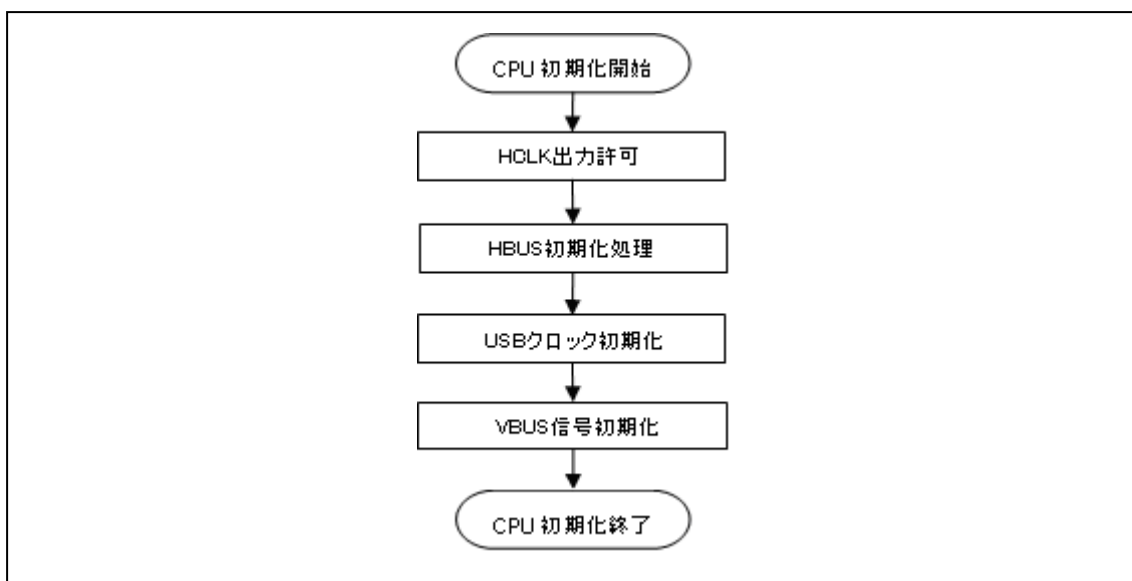 CPU 初期化開始
HCLK出力許可
HBUS初期化処理
USBクロック初期化
VBUS信号初期化
CPU 初期化終了